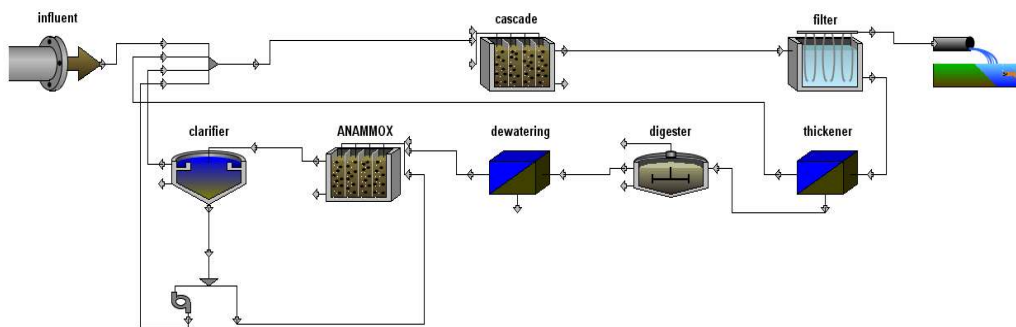 influent
cascade
filter
clarifier
ANAMMOX
dewatering
digester
thickener